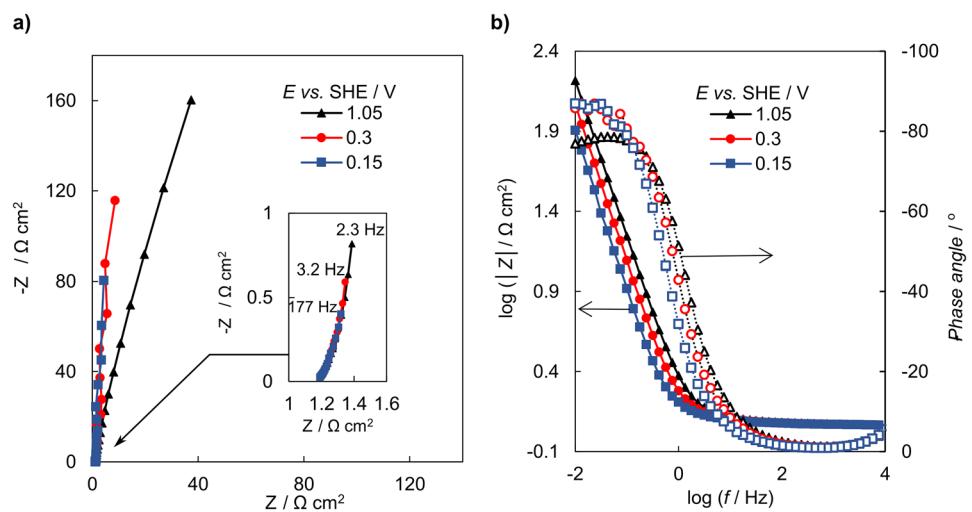 a)
160
120
80
40
0
-Z / Ω cm²
0
40
80
120
Z / Ω cm²
E vs. SHE / V
1.05
0.3
0.15
1
0.5
0
-Z / Ω cm²
2.3 Hz
3.2 Hz
177 Hz
1
1.2
1.4
1.6
Z / Ω cm²
b)
2.4
1.9
1.4
0.9
0.4
-0.1
log (| Z| / Ω cm²)
-2
0
2
4
log (f / Hz)
E vs. SHE / V
1.05
0.3
0.15
-100
-80
-60
-40
-20
0
Phase angle / °